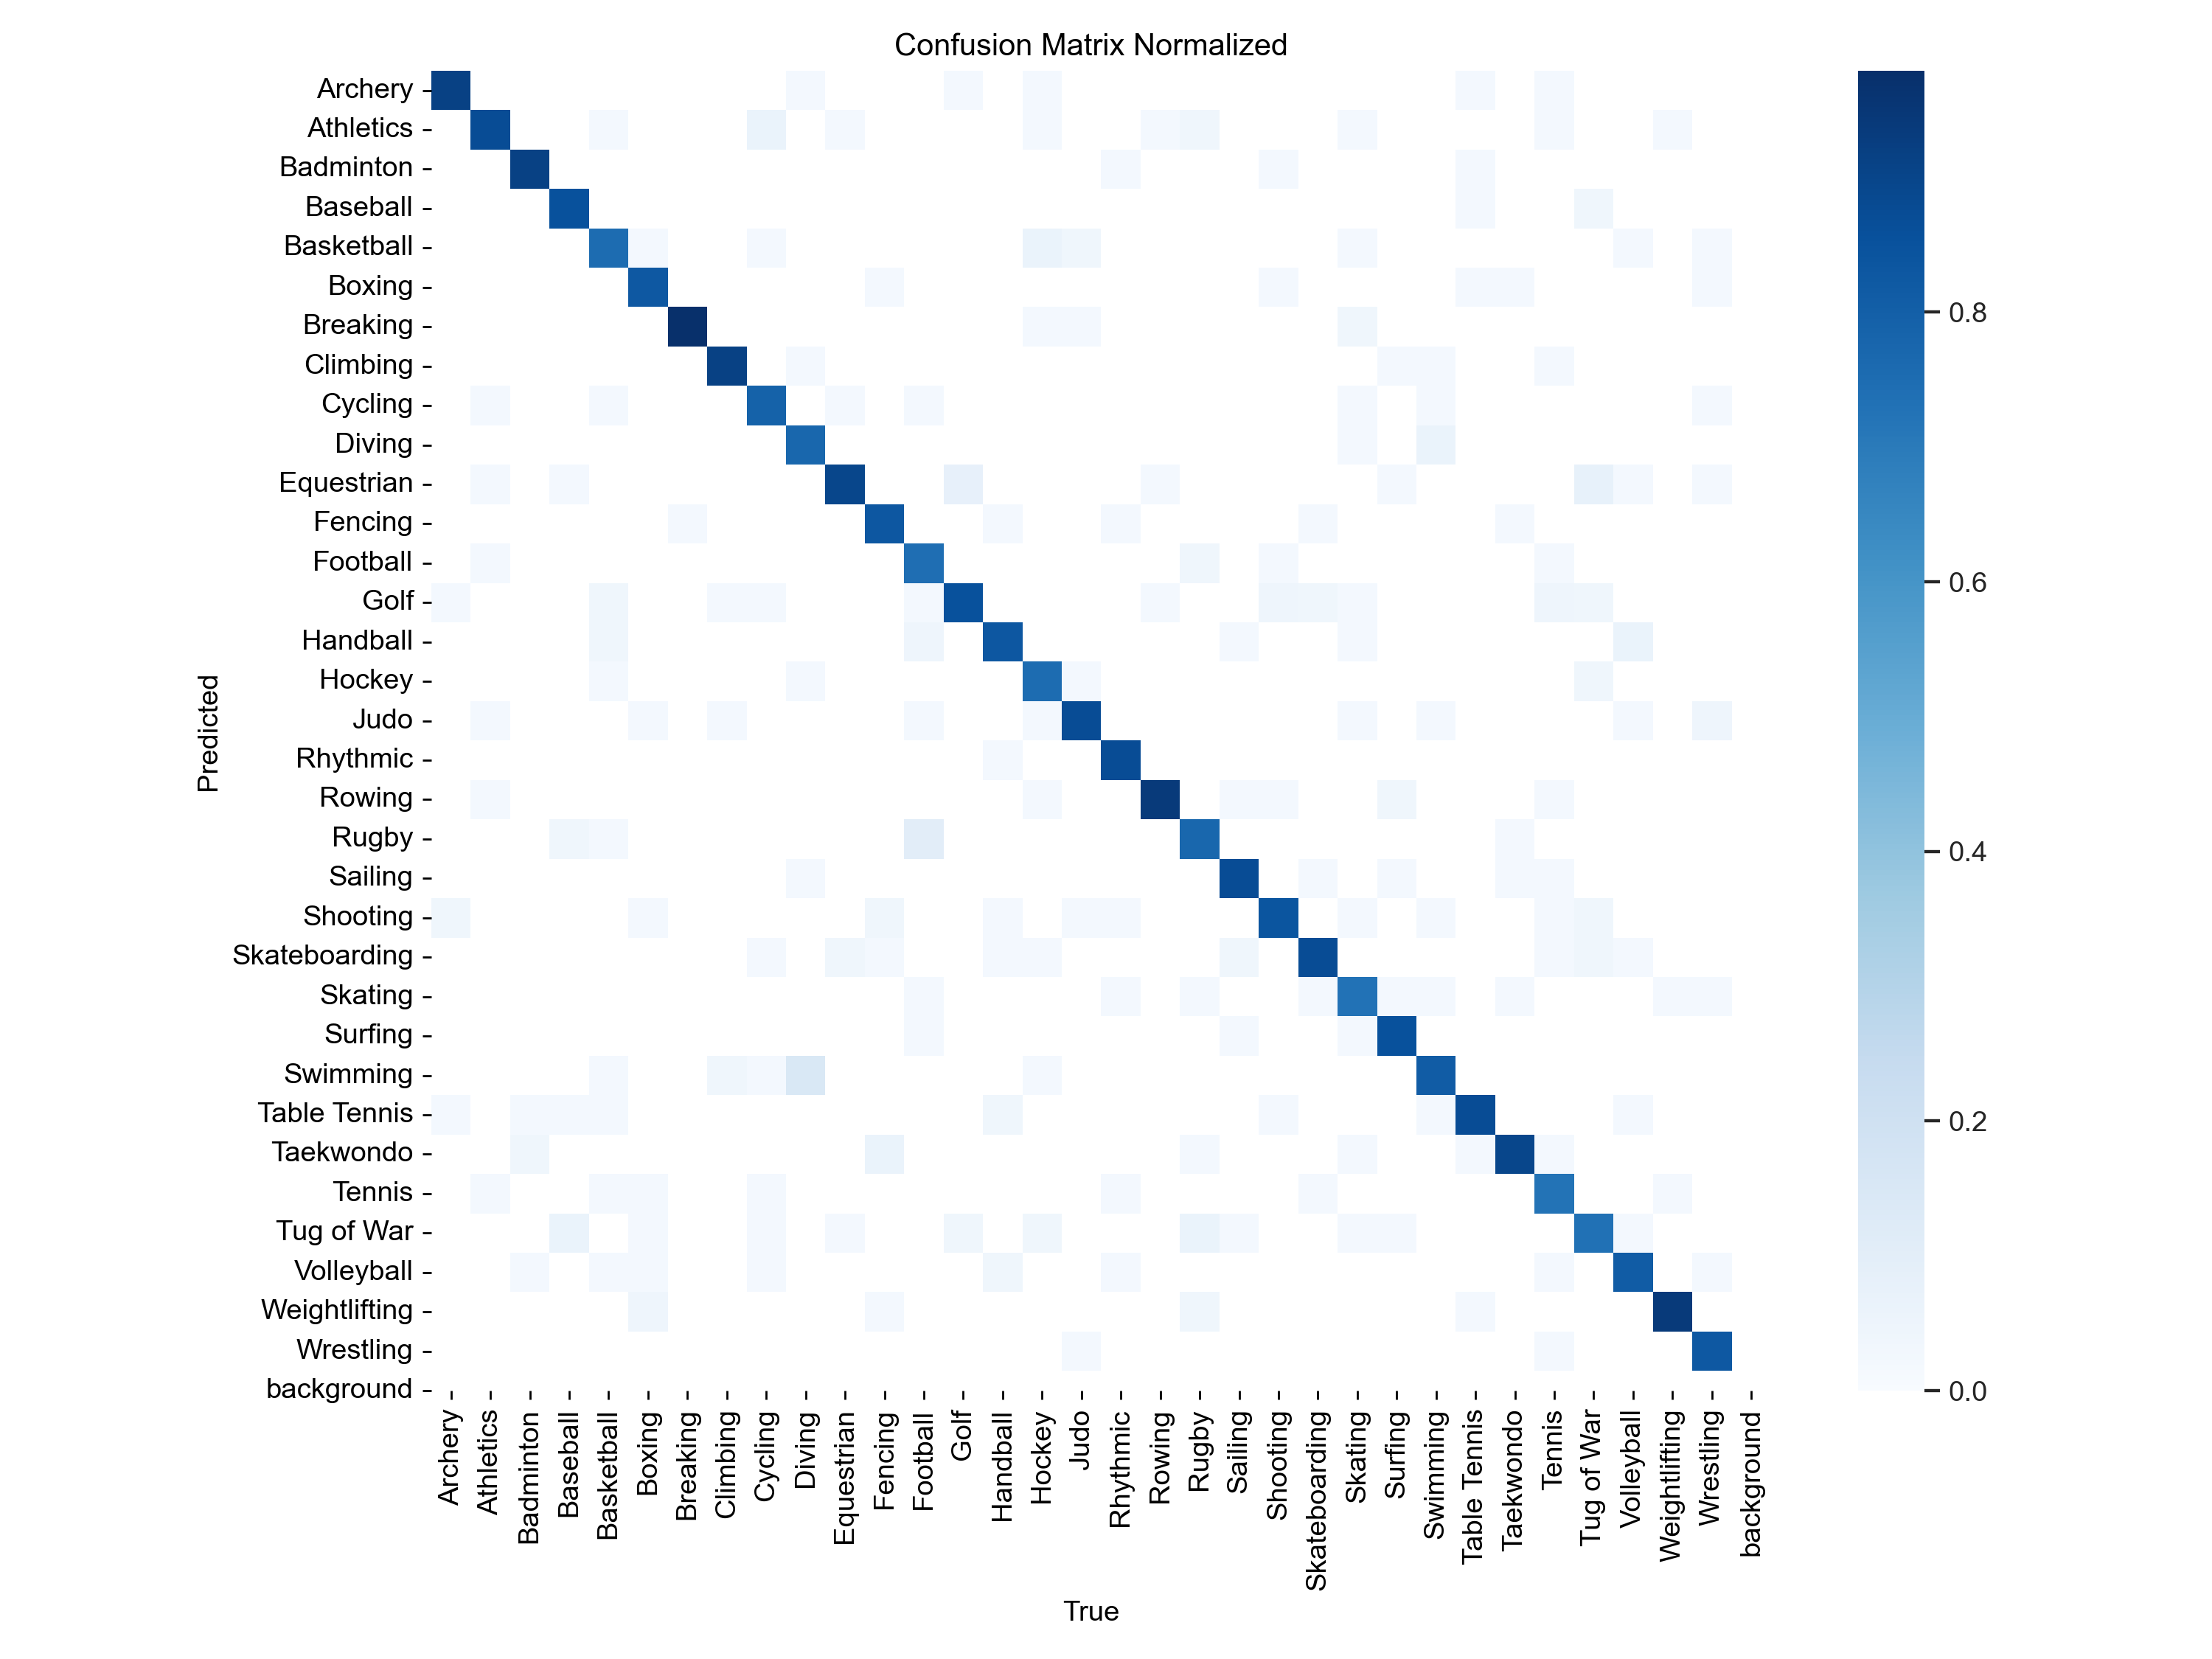 Confusion Matrix Normalized
Archery
Athletics
Badminton
Baseball
Basketball
Boxing
Breaking
Climbing
Cycling
Diving
Equestrian
Fencing
Football
Golf
Handball
Hockey
Judo
Rhythmic
Rowing
Rugby
Sailing
Shooting
Skateboarding
Skating
Surfing
Swimming
Table Tennis
Taekwondo
Tennis
Tug of War
Volleyball
Weightlifting
Wrestling
background
Predicted
Archery
Athletics
Badminton
Baseball
Basketball
Boxing
Breaking
Climbing
Cycling
Diving
Equestrian
Fencing
Football
Golf
Handball
Hockey
Judo
Rhythmic
Rowing
Rugby
Sailing
Shooting
Skateboarding
Skating
Surfing
Swimming
Table Tennis
Taekwondo
Tennis
Tug of War
Volleyball
Weightlifting
Wrestling
background
True
0.8
0.6
0.4
0.2
0.0